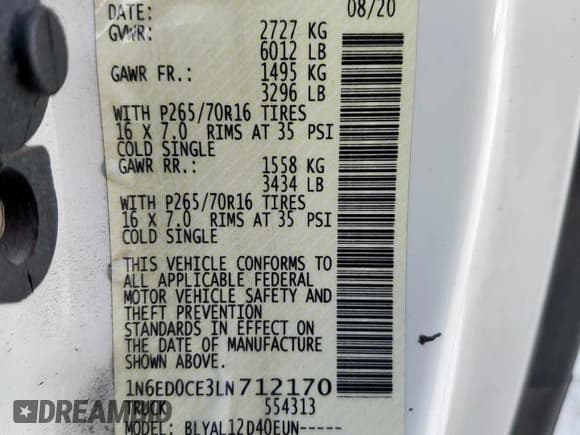 DATE: 08/20
GVWR: 2727 KG
6012 LB
GAWR FR.: 1495 KG
3296 LB
WITH P265/70R16 TIRES
16 X 7.0 RIMS AT 35 PSI
COLD SINGLE
GAWR RR.: 1558 KG
3434 LB
WITH P265/70R16 TIRES
16 X 7.0 RIMS AT 35 PSI
COLD SINGLE
THIS VEHICLE CONFORMS TO
ALL APPLICABLE FEDERAL
MOTOR VEHICLE SAFETY AND
THEFT PREVENTION
STANDARDS IN EFFECT ON
THE DATE OF MANUFACTURE
SHOWN ABOVE.
1N6ED0CE3LN712170
TRUCK 554313
MODEL: BLYAL12D40EUN-----
DREAMBID